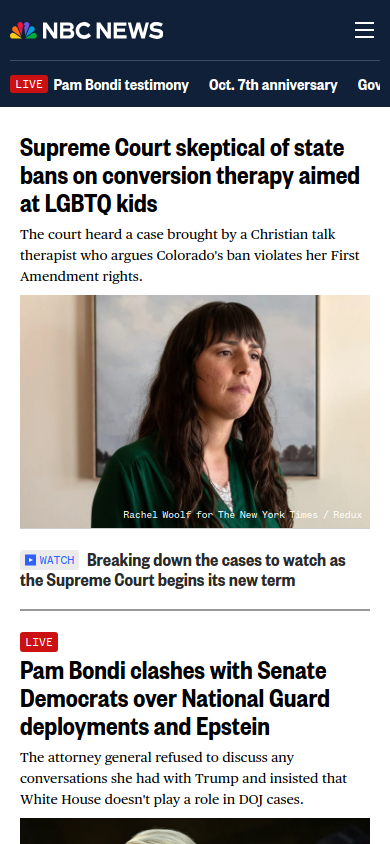 NBC NEWS
LIVE Pam Bondi testimony Oct. 7th anniversary Gov
Supreme Court skeptical of state
bans on conversion therapy aimed
at LGBTQ kids
The court heard a case brought by a Christian talk
therapist who argues Colorado's ban violates her First
Amendment rights.
Rachel Woolf for The New York Times / Redux
WATCH Breaking down the cases to watch as
the Supreme Court begins its new term
LIVE
Pam Bondi clashes with Senate
Democrats over National Guard
deployments and Epstein
The attorney general refused to discuss any
conversations she had with Trump and insisted that
White House doesn't play a role in DOJ cases.